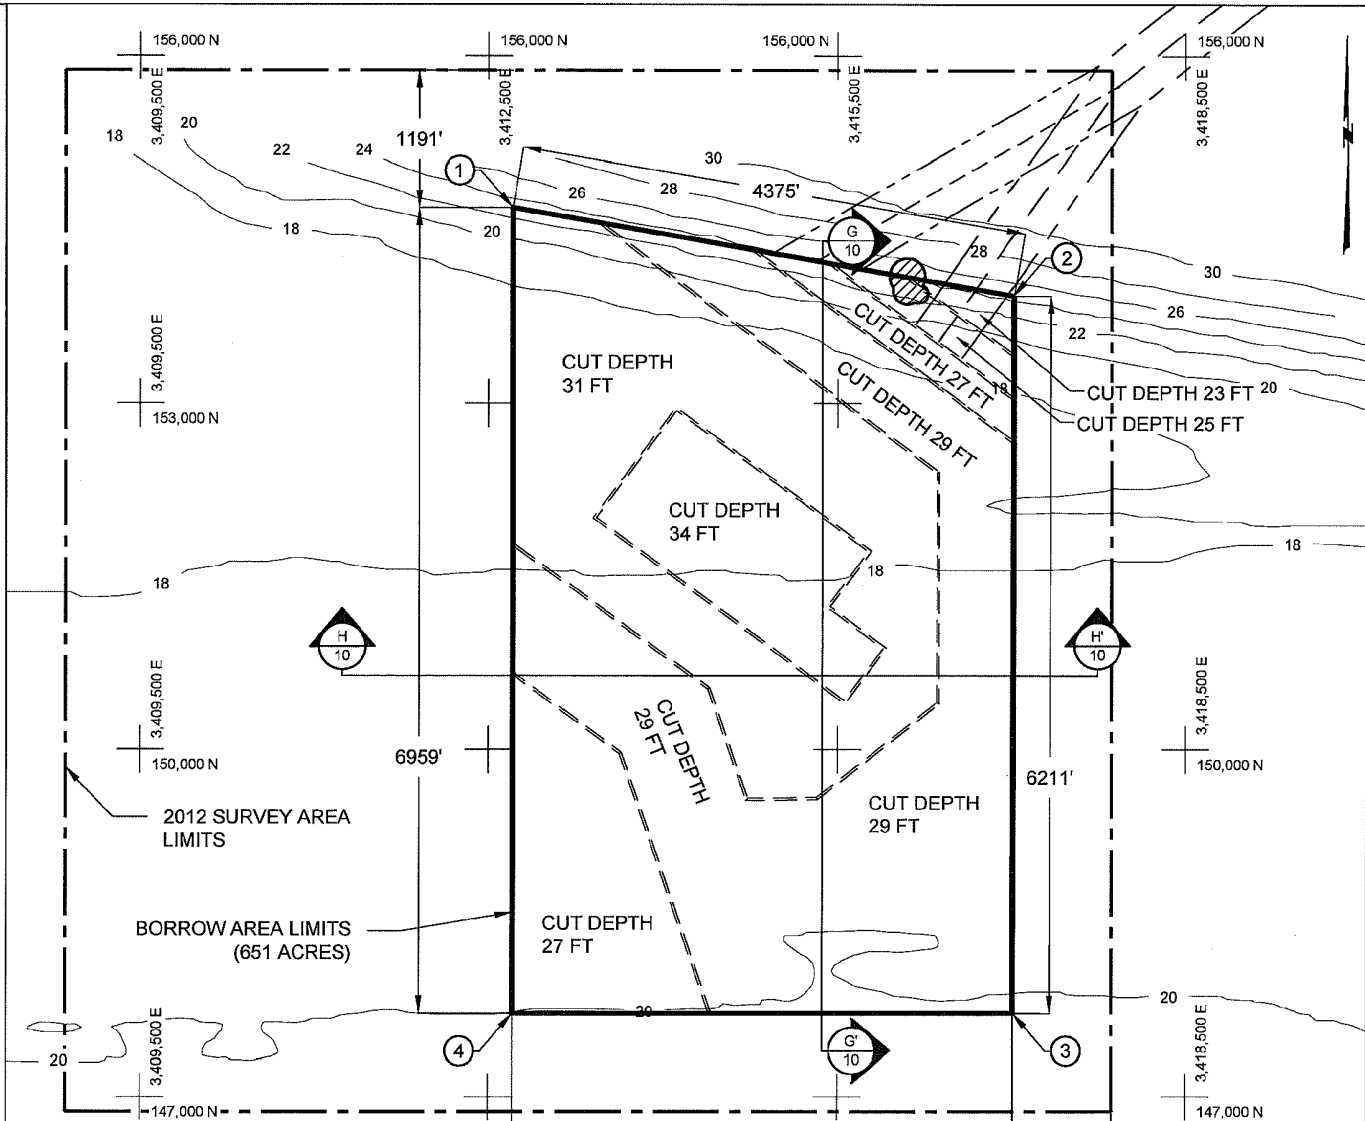 156,000 N
156,000 N
156,000 N
156,000 N
3,409,500 E
3,412,500 E
3,415,500 E
3,418,500 E
N
18
20
22
24
1191'
30
1
26
28
4375'
18
20
G
10
28
2
30
26
22
CUT DEPTH 27 FT
CUT DEPTH
31 FT
3,409,500 E
153,000 N
CUT DEPTH 29 FT
18
CUT DEPTH 23 FT
20
CUT DEPTH 25 FT
CUT DEPTH
34 FT
18
18
18
H
10
H'
10
3,409,500 E
3,418,500 E
CUT DEPTH
29 FT
6959'
150,000 N
150,000 N
6211'
2012 SURVEY AREA
LIMITS
CUT DEPTH
29 FT
BORROW AREA LIMITS
(651 ACRES)
CUT DEPTH
27 FT
20
20
20
3,409,500 E
3,418,500 E
4
G'
10
3
147,000 N
147,000 N